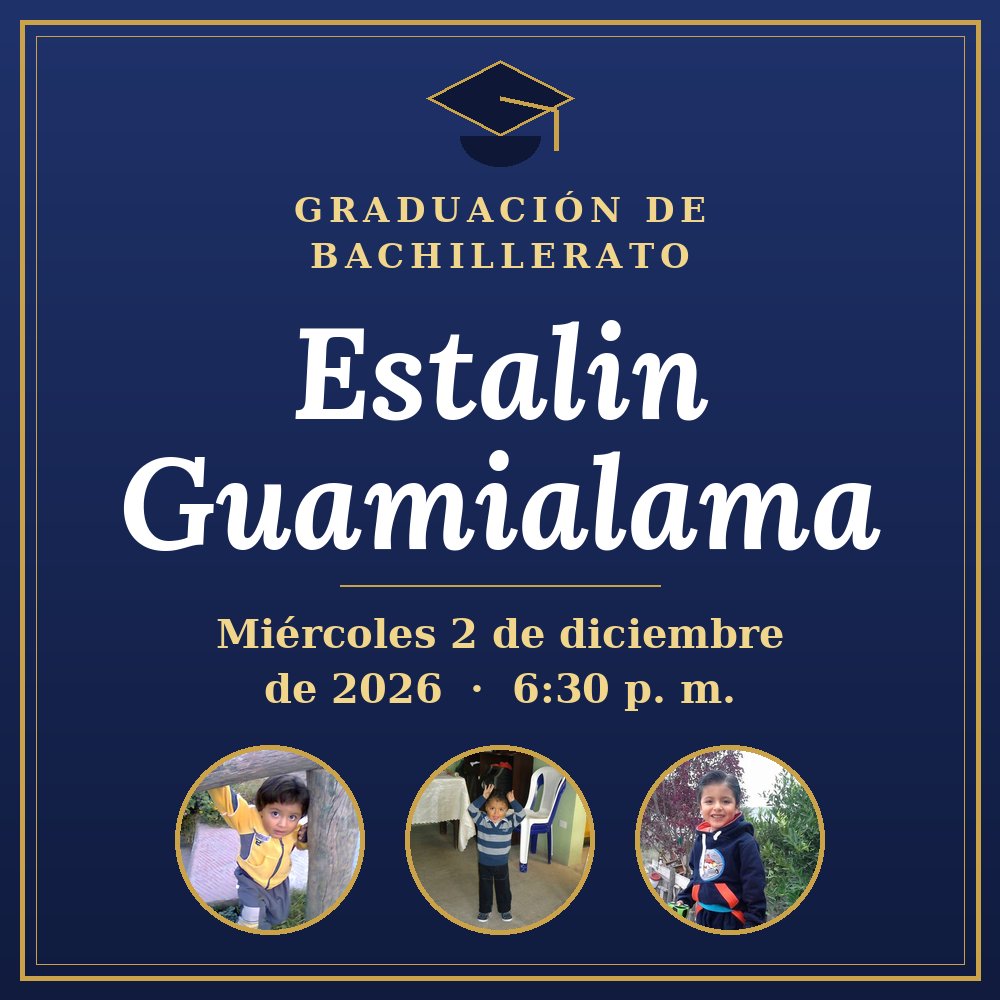 GRADUACIÓN DE
BACHILLERATO
Estalin
Guamialama
Miércoles 2 de diciembre
de 2026 · 6:30 p. m.